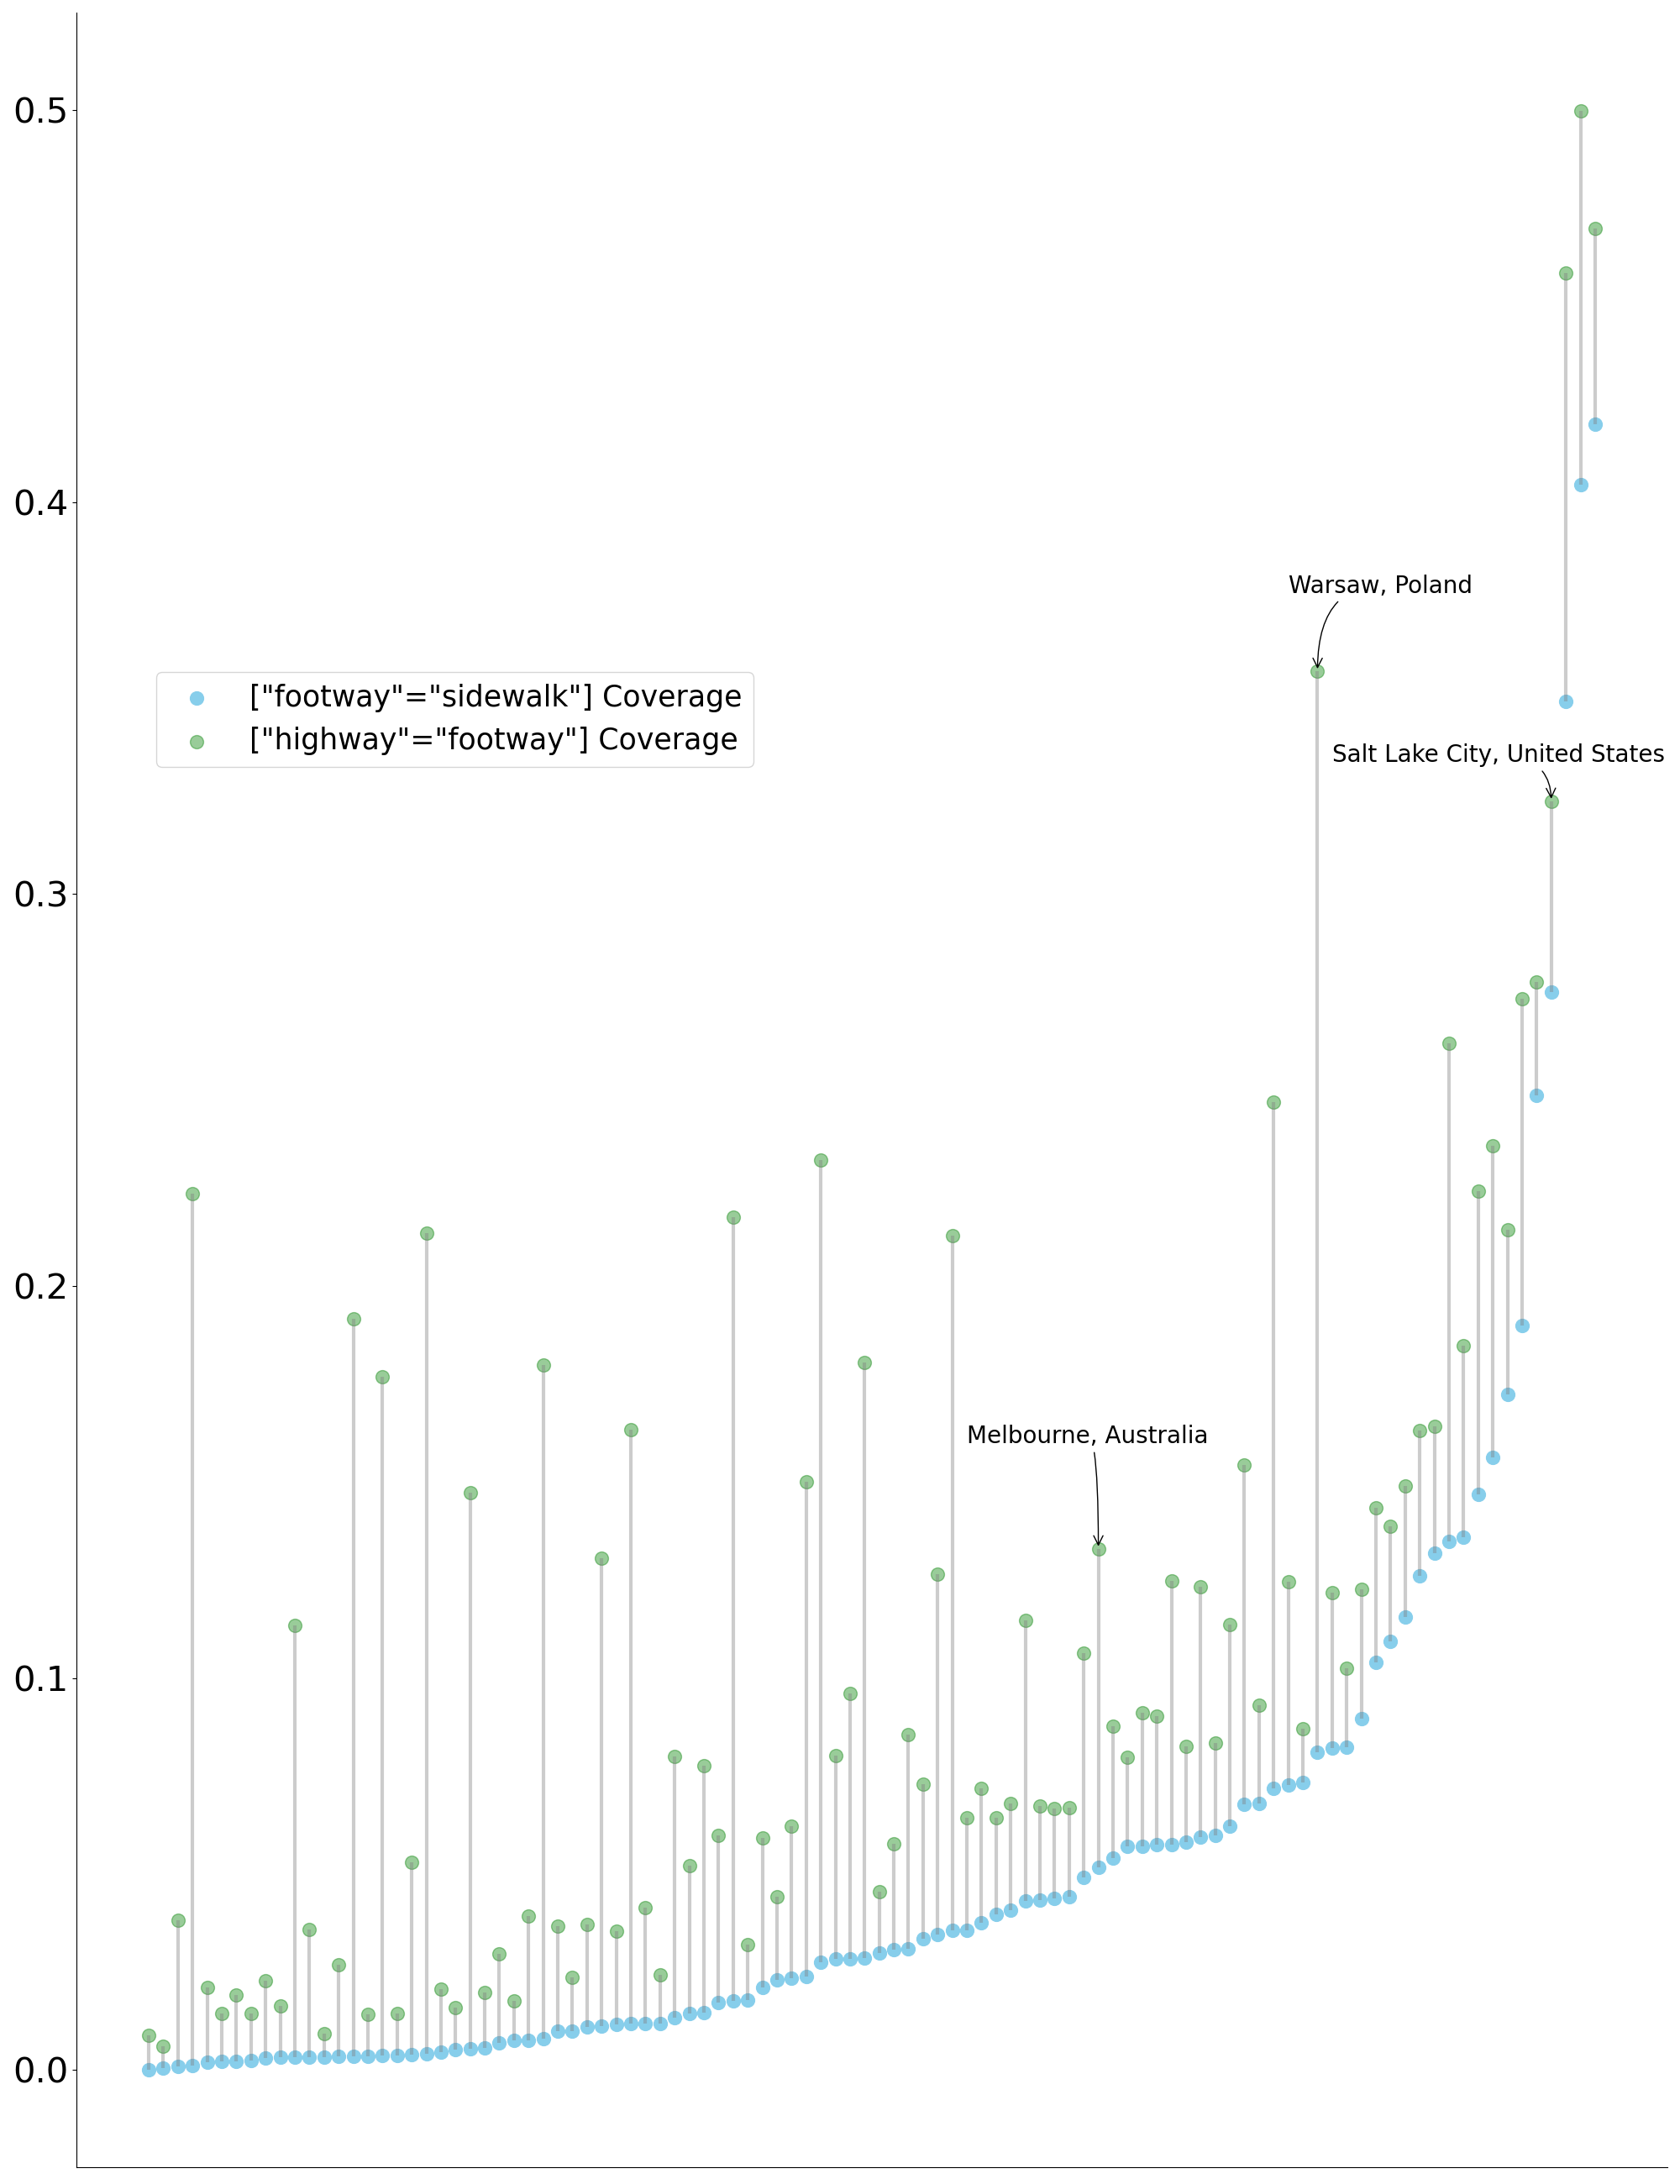 0.5
0.4
Warsaw, Poland
["footway"="sidewalk"] Coverage
["highway"="footway"] Coverage
Salt Lake City, United States
0.3
0.2
Melbourne, Australia
0.1
0.0